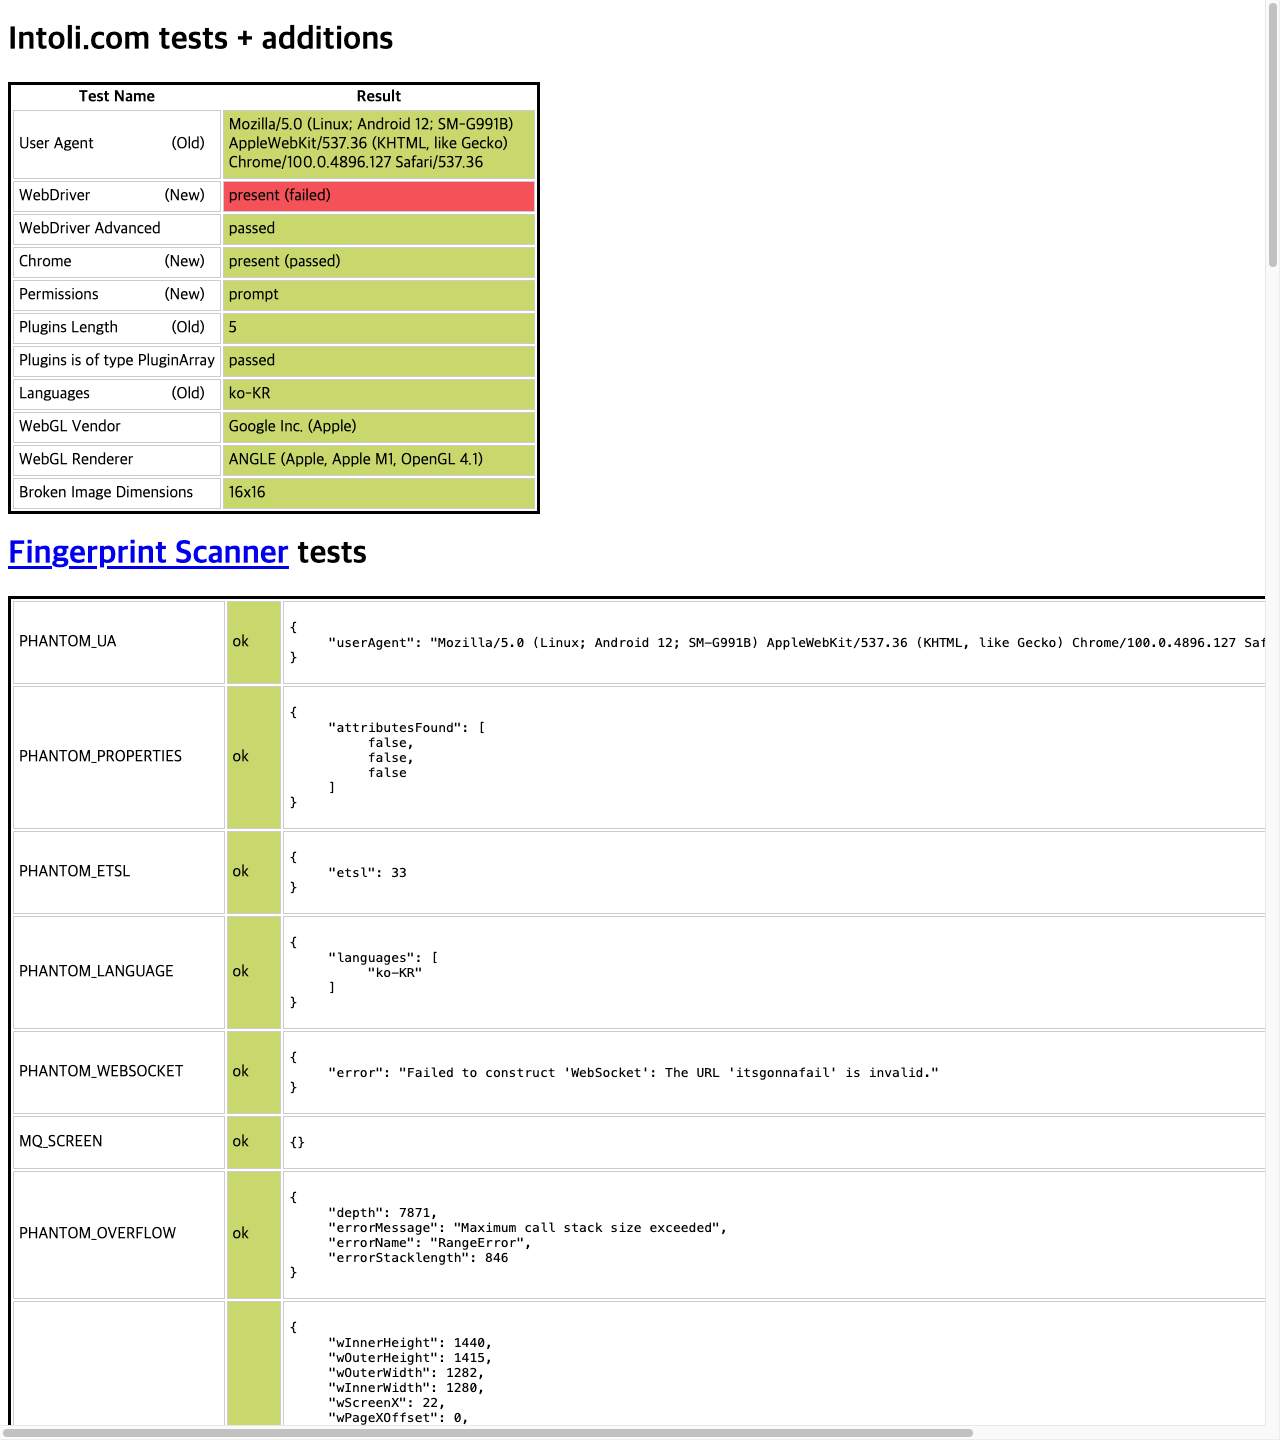 Intoli.com tests + additions
Test Name Result
User Agent (Old) Mozilla/5.0 (Linux; Android 12; SM-G991B)
AppleWebKit/537.36 (KHTML, like Gecko)
Chrome/100.0.4896.127 Safari/537.36
WebDriver (New) present (failed)
WebDriver Advanced passed
Chrome (New) present (passed)
Permissions (New) prompt
Plugins Length (Old) 5
Plugins is of type PluginArray passed
Languages (Old) ko-KR
WebGL Vendor Google Inc. (Apple)
WebGL Renderer ANGLE (Apple, Apple M1, OpenGL 4.1)
Broken Image Dimensions 16x16
Fingerprint Scanner tests
PHANTOM_UA ok {
"userAgent": "Mozilla/5.0 (Linux; Android 12; SM-G991B) AppleWebKit/537.36 (KHTML, like Gecko) Chrome/100.0.4896.127 Saf
}
PHANTOM_PROPERTIES ok {
"attributesFound": [
false,
false,
false
]
}
PHANTOM_ETSL ok {
"etsl": 33
}
PHANTOM_LANGUAGE ok {
"languages": [
"ko-KR"
]
}
PHANTOM_WEBSOCKET ok {
"error": "Failed to construct 'WebSocket': The URL 'itsgonnafail' is invalid."
}
MQ_SCREEN ok {}
PHANTOM_OVERFLOW ok {
"depth": 7871,
"errorMessage": "Maximum call stack size exceeded",
"errorName": "RangeError",
"errorStacklength": 846
}
{
"wInnerHeight": 1440,
"wOuterHeight": 1415,
"wOuterWidth": 1282,
"wInnerWidth": 1280,
"wScreenX": 22,
"wPageXOffset": 0,